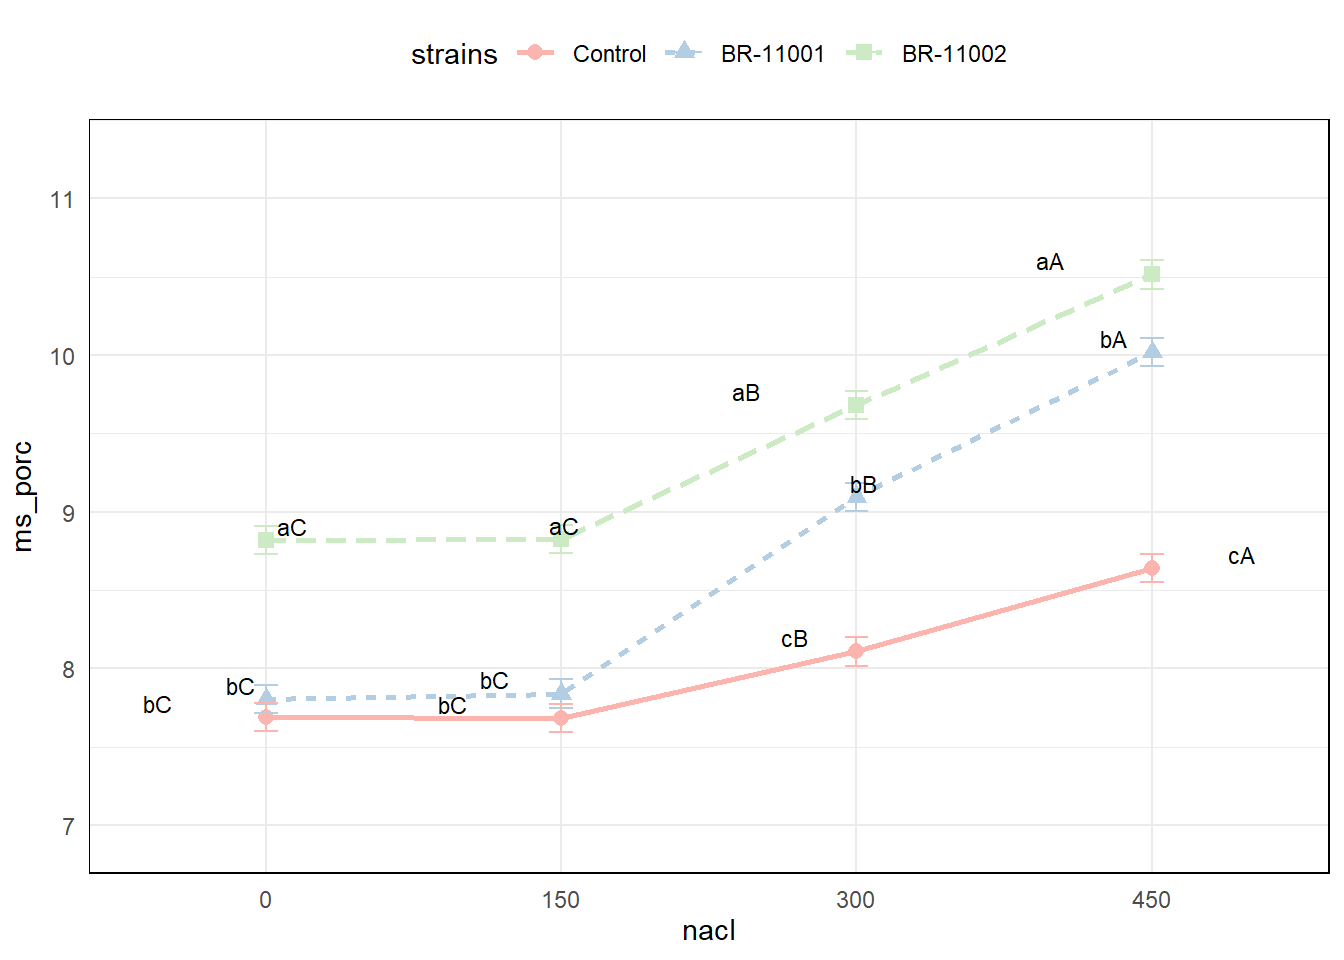 strains Control BR-11001 BR-11002
11
aA
10
bA
aB
ms_porc
9
bB
aC
aC
cA
cB
8
bC
bC
bC
bC
7
0 150 300 450
nacl